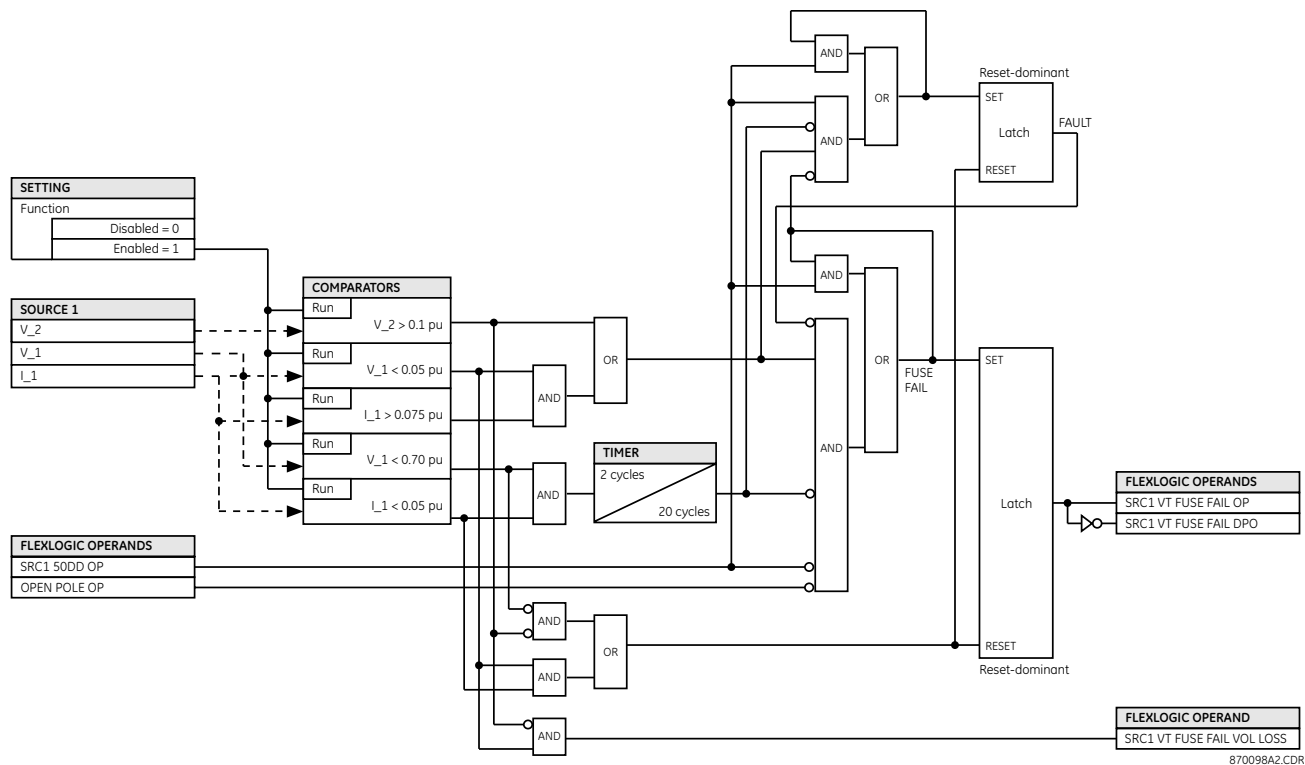 AND
OR
Reset-dominant
SET
Latch
FAULT
RESET
AND
SETTING
Function
Disabled = 0
Enabled = 1
SOURCE 1
V_2
V_1
I_1
COMPARATORS
Run
V_2 > 0.1 pu
Run
V_1 < 0.05 pu
Run
I_1 > 0.075 pu
Run
V_1 < 0.70 pu
Run
I_1 < 0.05 pu
OR
AND
AND
TIMER
2 cycles
20 cycles
AND
OR
AND
FUSE
FAIL
SET
Latch
RESET
Reset-dominant
FLEXLOGIC OPERANDS
SRC1 VT FUSE FAIL OP
SRC1 VT FUSE FAIL DPO
FLEXLOGIC OPERANDS
SRC1 50DD OP
OPEN POLE OP
AND
OR
AND
AND
FLEXLOGIC OPERAND
SRC1 VT FUSE FAIL VOL LOSS
870098A2.CDR